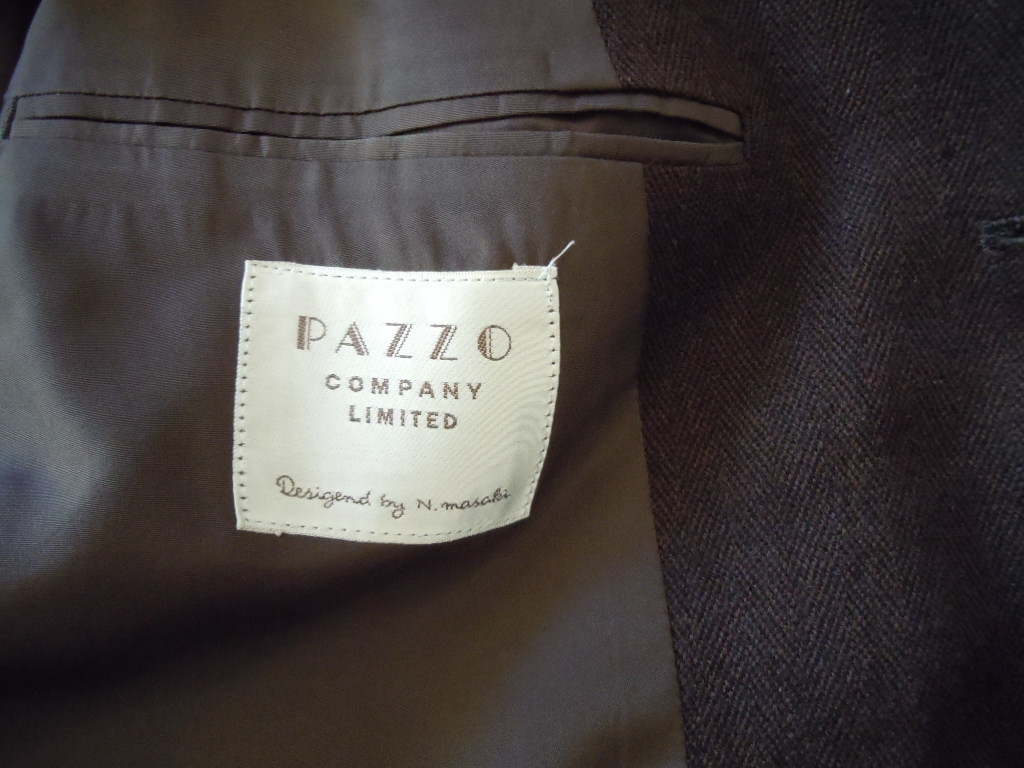 PAZZO
COMPANY
LIMITED
Desigend by N. masaki